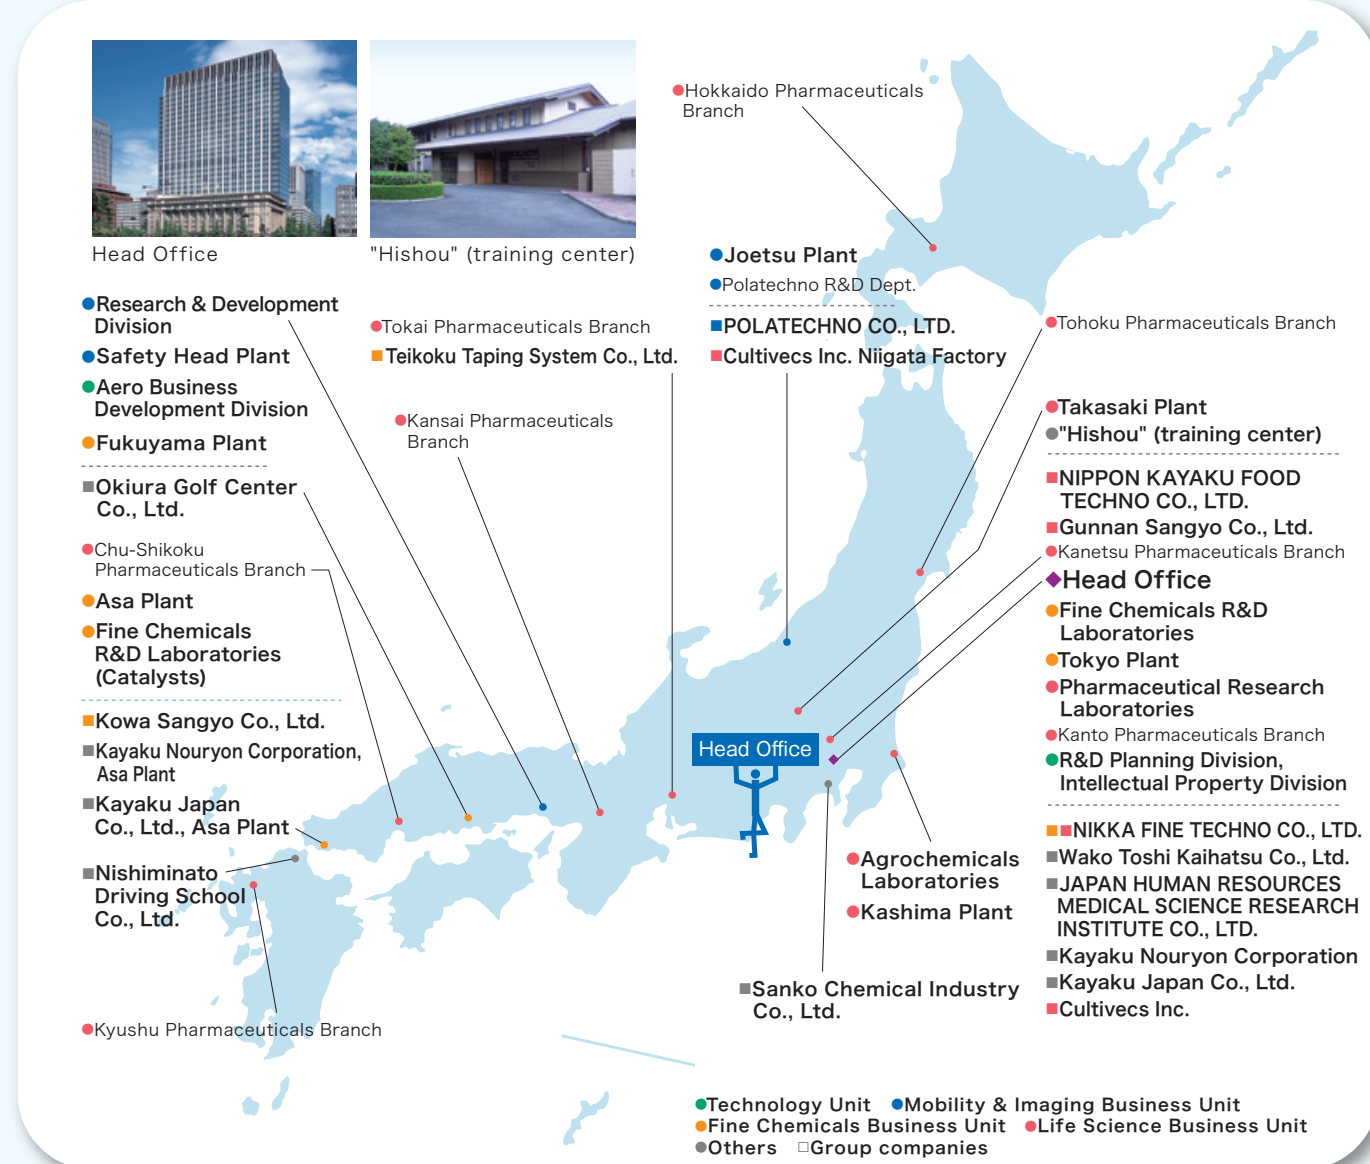 Head Office
"Hishou" (training center)
●Research & Development
Division
●Safety Head Plant
●Aero Business
Development Division
●Fukuyama Plant
■Okiura Golf Center
Co., Ltd.
●Chu-Shikoku
Pharmaceuticals Branch
●Asa Plant
●Fine Chemicals
R&D Laboratories
(Catalysts)
■Kowa Sangyo Co., Ltd.
■Kayaku Nouryon Corporation,
Asa Plant
■Kayaku Japan
Co., Ltd., Asa Plant
■Nishiminato
Driving School
Co., Ltd.
●Kyushu Pharmaceuticals Branch
●Tokai Pharmaceuticals Branch
■Teikoku Taping System Co., Ltd.
●Kansai Pharmaceuticals
Branch
●Hokkaido Pharmaceuticals
Branch
●Joetsu Plant
●Polatechno R&D Dept.
■POLATECHNO CO., LTD.
■Cultivecs Inc. Niigata Factory
Head Office
●Agrochemicals
Laboratories
●Kashima Plant
■Sanko Chemical Industry
Co., Ltd.
●Tohoku Pharmaceuticals Branch
●Takasaki Plant
●"Hishou" (training center)
■NIPPON KAYAKU FOOD
TECHNO CO., LTD.
■Gunnan Sangyo Co., Ltd.
●Kanetsu Pharmaceuticals Branch
◆Head Office
●Fine Chemicals R&D
Laboratories
●Tokyo Plant
●Pharmaceutical Research
Laboratories
●Kanto Pharmaceuticals Branch
●R&D Planning Division,
Intellectual Property Division
■■NIKKA FINE TECHNO CO., LTD.
■Wako Toshi Kaihatsu Co., Ltd.
■JAPAN HUMAN RESOURCES
MEDICAL SCIENCE RESEARCH
INSTITUTE CO., LTD.
■Kayaku Nouryon Corporation
■Kayaku Japan Co., Ltd.
■Cultivecs Inc.
●Technology Unit ●Mobility & Imaging Business Unit
●Fine Chemicals Business Unit ●Life Science Business Unit
●Others □Group companies